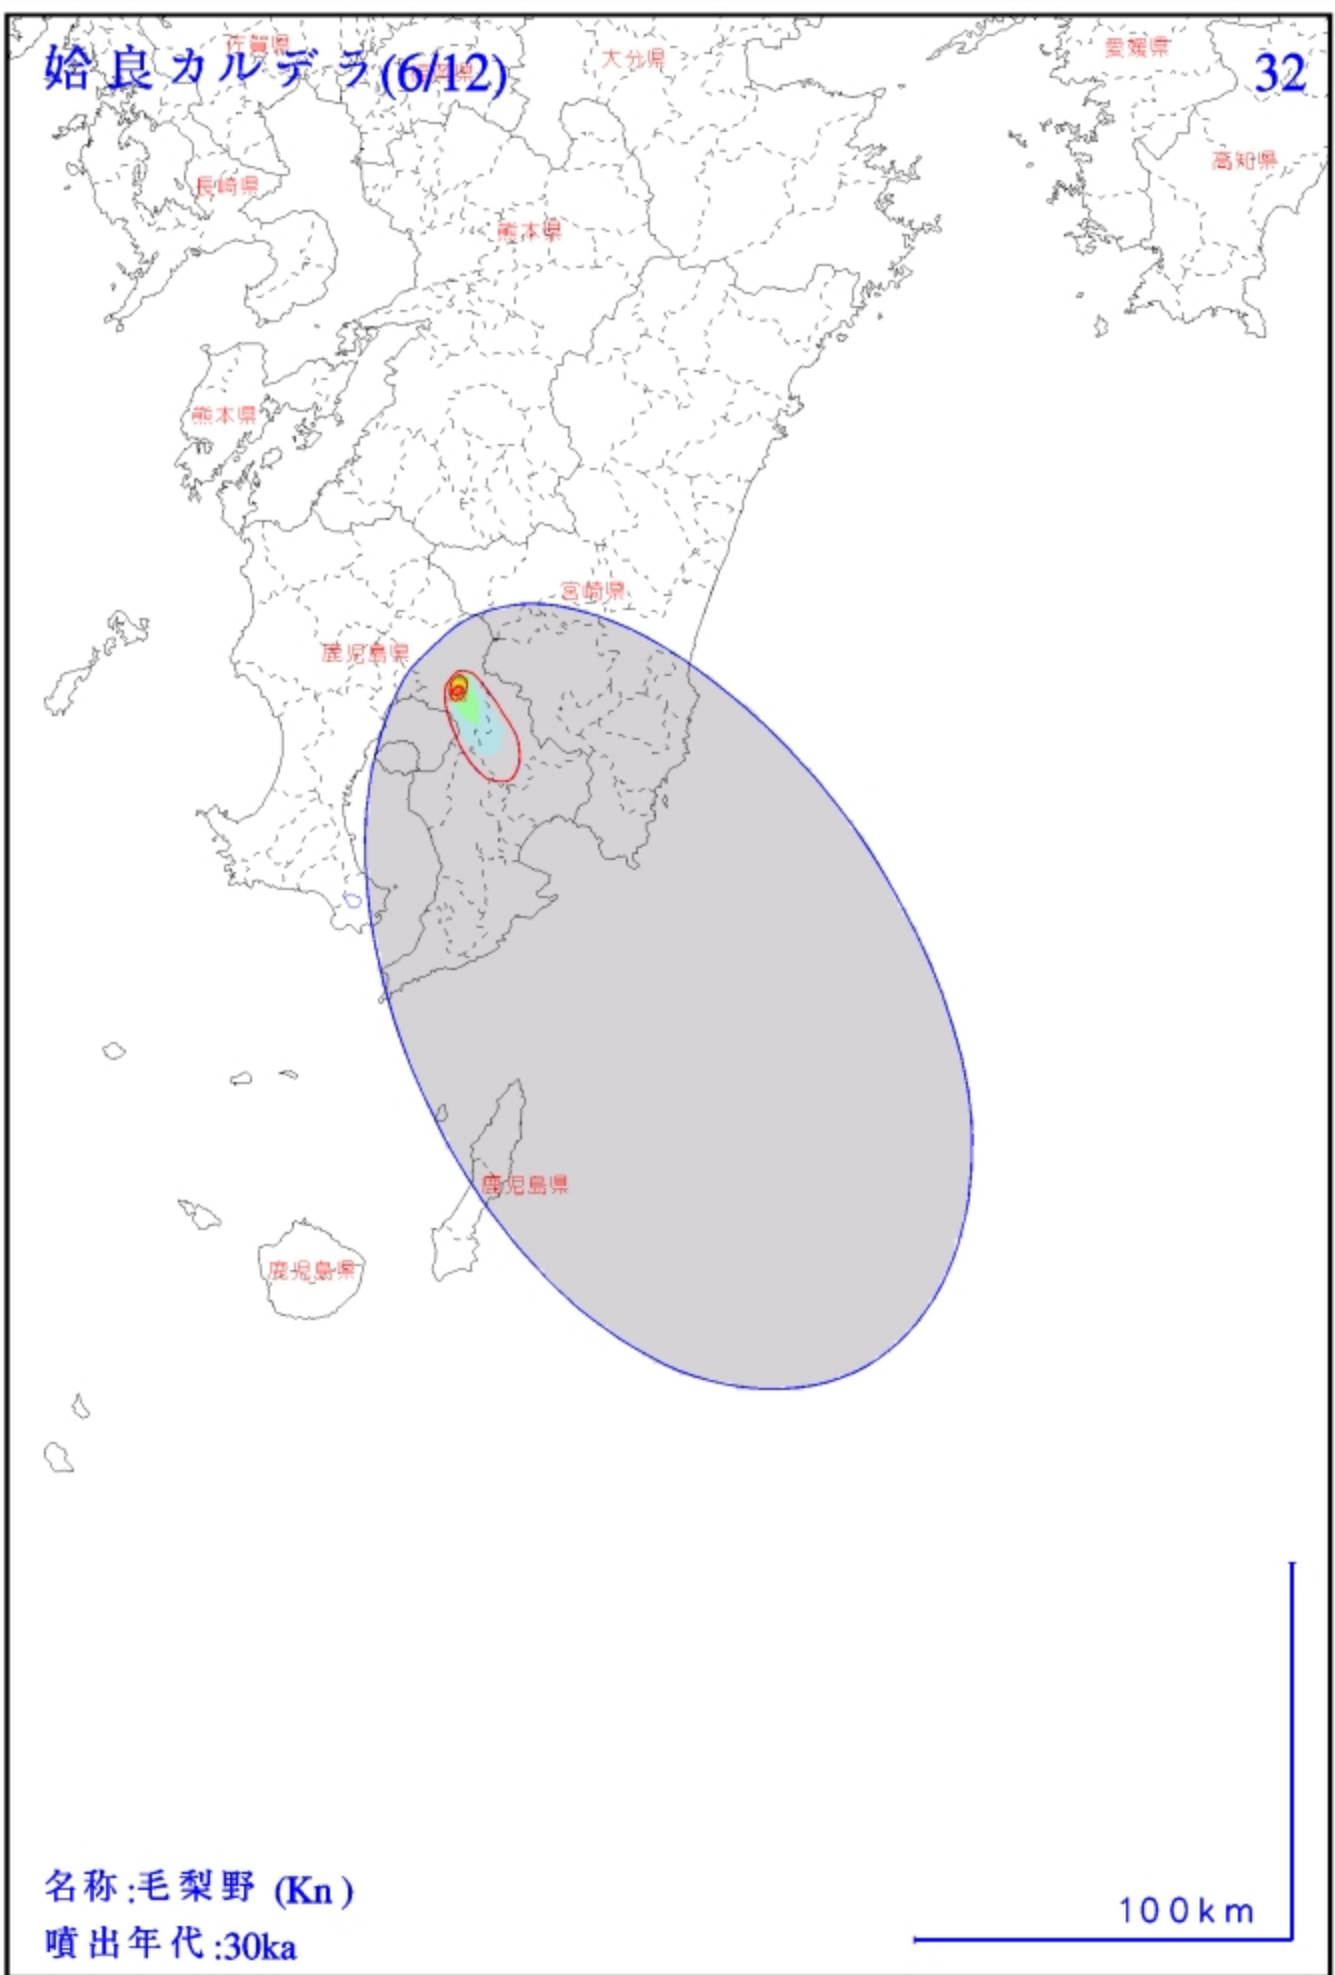 佐賀県
姶良カルデラ(6/12)
大分県
愛媛県
32
高知県
長崎県
熊本県
熊本県
宮崎県
鹿児島県
鹿児島県
鹿児島県
名称:毛梨野 (Kn)
100km
噴出年代:30ka